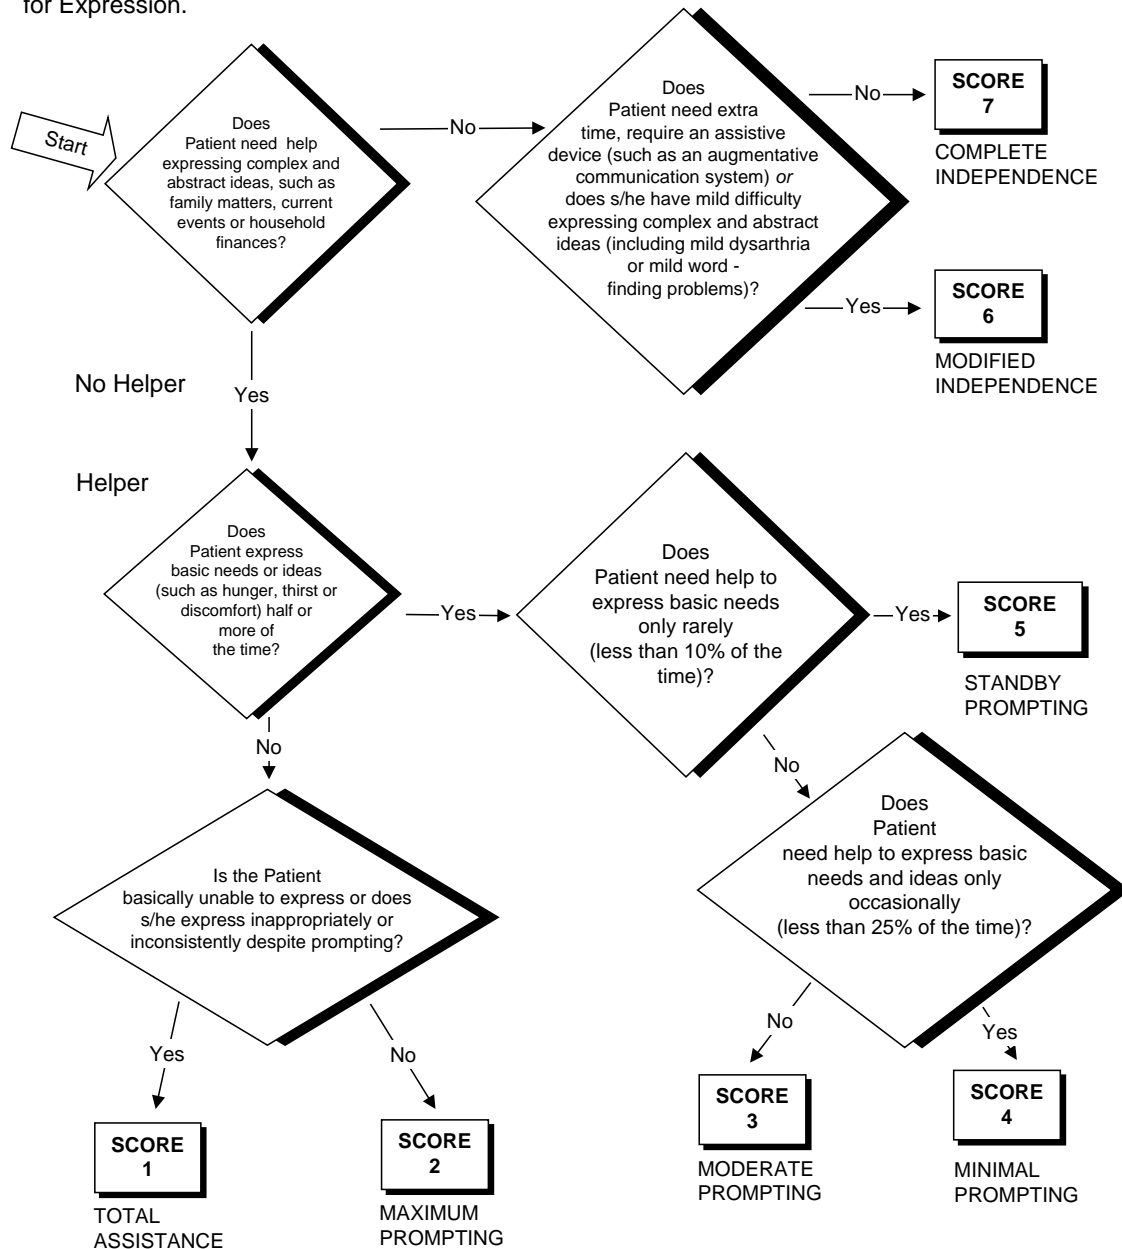 for Expression.
Start
Does
Patient need help
expressing complex and
abstract ideas, such as
family matters, current
events or household
finances?
No
Does
Patient need extra
time, require an assistive
device (such as an augmentative
communication system) or
does s/he have mild difficulty
expressing complex and abstract
ideas (including mild dysarthria
or mild word -
finding problems)?
No
SCORE
7
COMPLETE
INDEPENDENCE
Yes
SCORE
6
MODIFIED
INDEPENDENCE
No Helper
Yes
Helper
Does
Patient express
basic needs or ideas
(such as hunger, thirst or
discomfort) half or
more of
the time?
Yes
Does
Patient need help to
express basic needs
only rarely
(less than 10% of the
time)?
Yes
SCORE
5
STANDBY
PROMPTING
No
No
Does
Patient
need help to express basic
needs and ideas only
occasionally
(less than 25% of the time)?
Is the Patient
basically unable to express or does
s/he express inappropriately or
inconsistently despite prompting?
Yes
No
No
Yes
SCORE
1
TOTAL
ASSISTANCE
SCORE
2
MAXIMUM
PROMPTING
SCORE
3
MODERATE
PROMPTING
SCORE
4
MINIMAL
PROMPTING